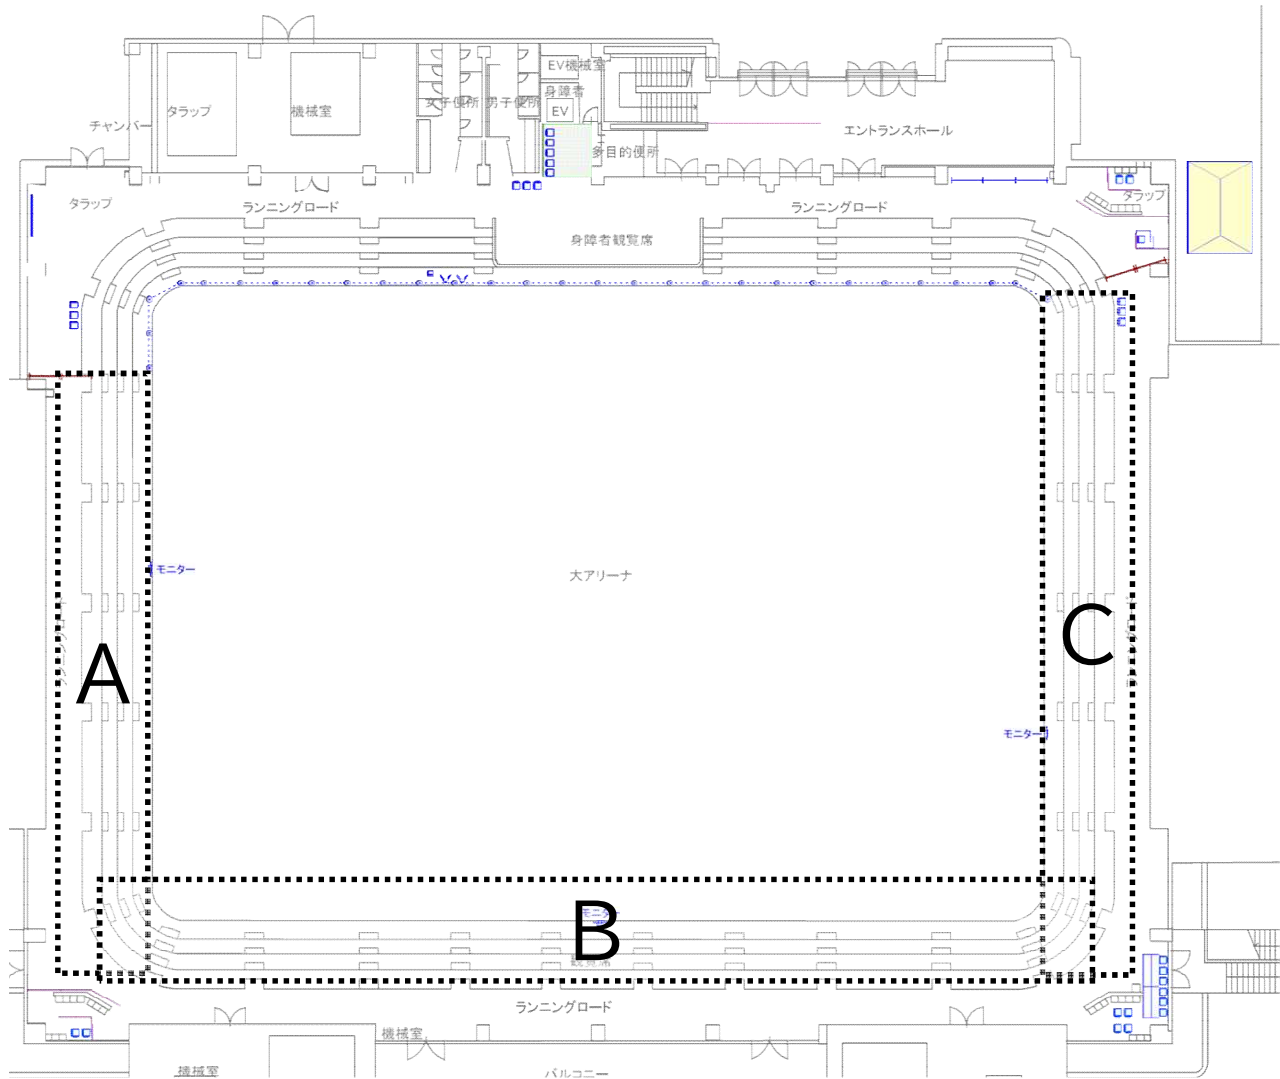 EV機械室
身障者
EV
タラップ
機械室
女子便所
男子便所
チャンバー
エントランスホール
多目的便所
タラップ
ランニングロード
ランニングロード
タラップ
身障者観覧席
モニター
大アリーナ
A
C
モニター
B
観覧席
ランニングロード
機械室
機械室
バルコニー